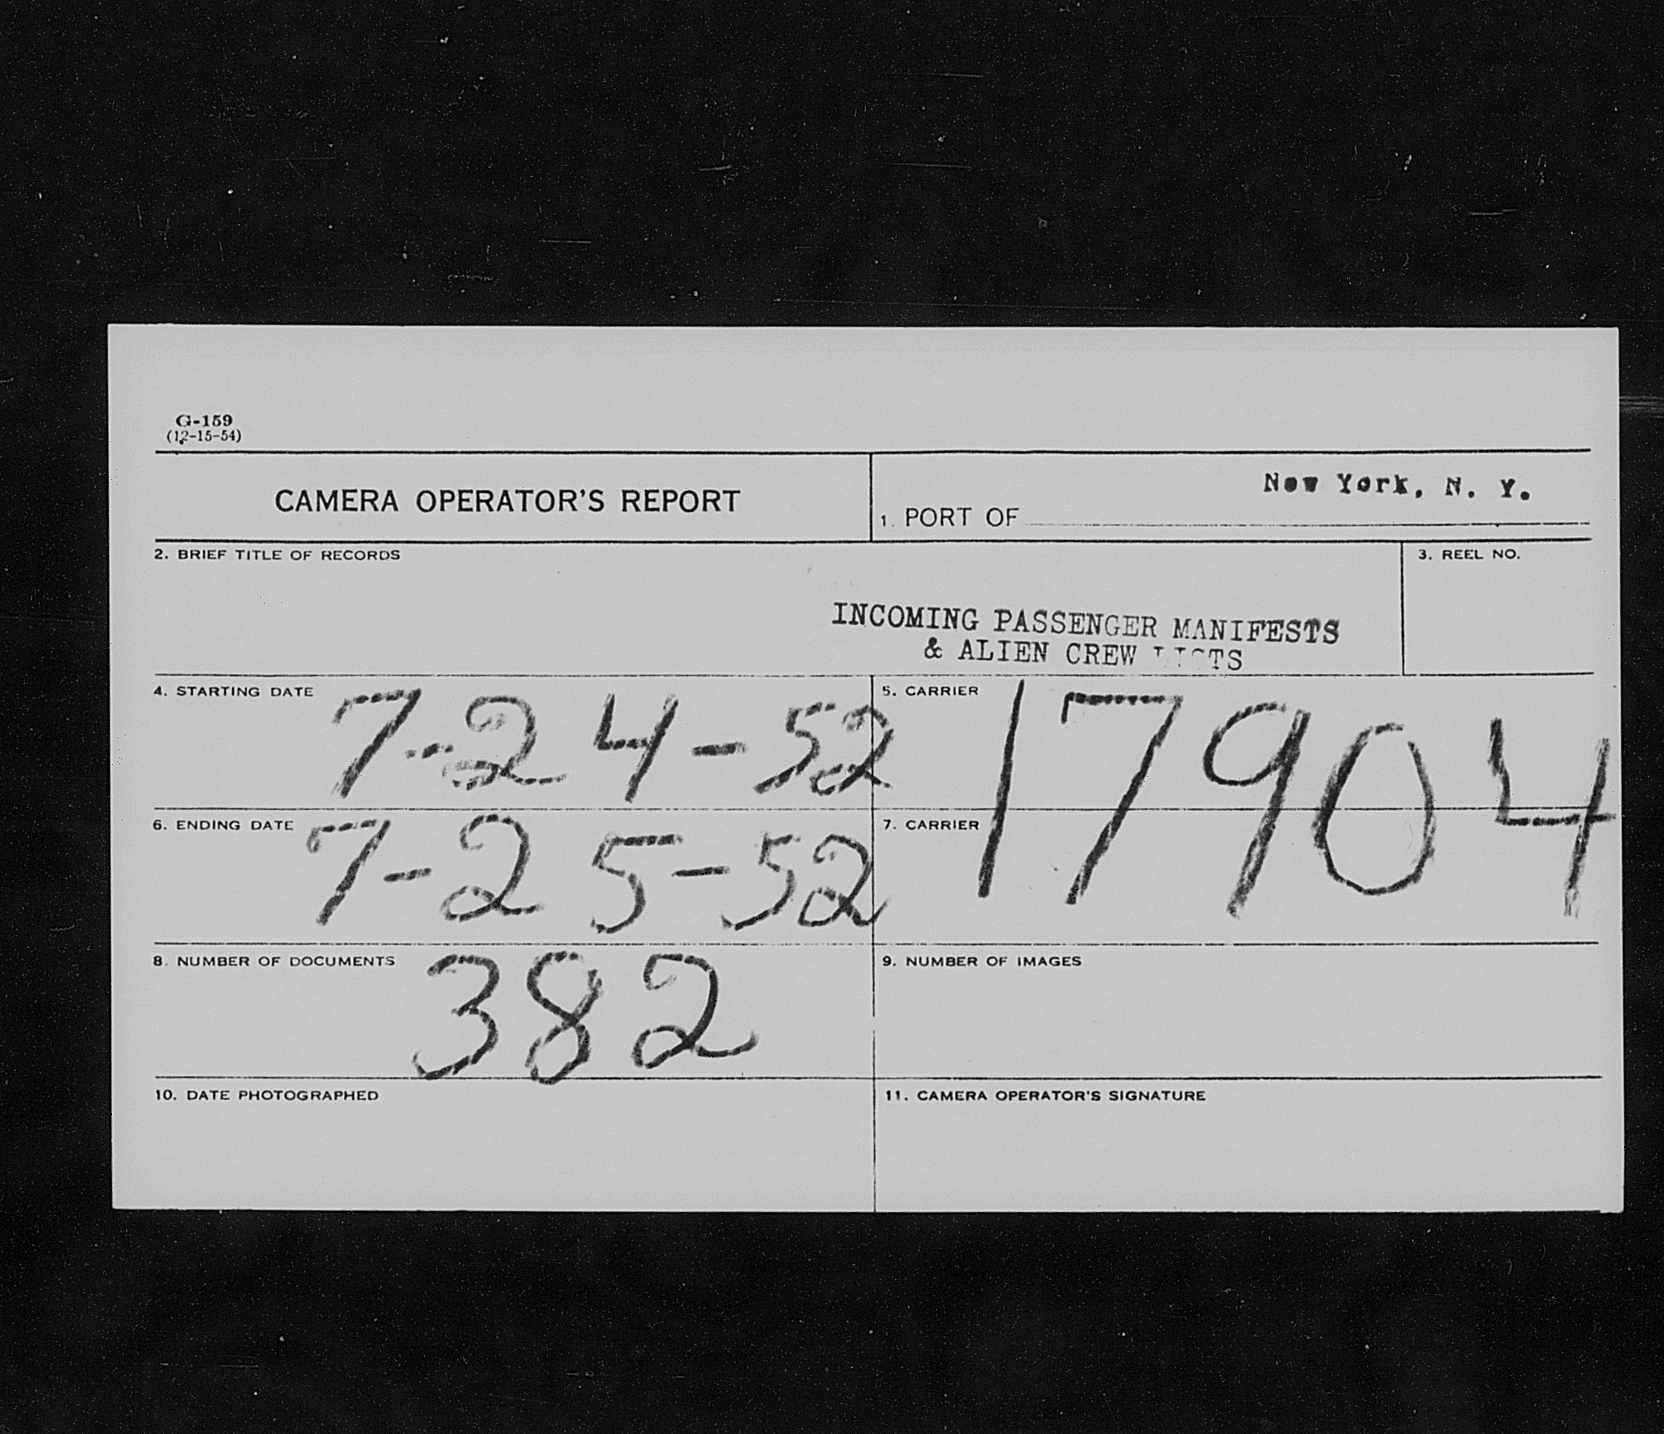 G-159
(12-15-54)
CAMERA OPERATOR'S REPORT
1. PORT OF New York, N. Y.
2. BRIEF TITLE OF RECORDS
INCOMING PASSENGER MANIFESTS
& ALIEN CREW LISTS
3. REEL NO.
4. STARTING DATE 7-24-52
5. CARRIER
17904
6. ENDING DATE 7-25-52
7. CARRIER
8. NUMBER OF DOCUMENTS 382
9. NUMBER OF IMAGES
10. DATE PHOTOGRAPHED
11. CAMERA OPERATOR'S SIGNATURE